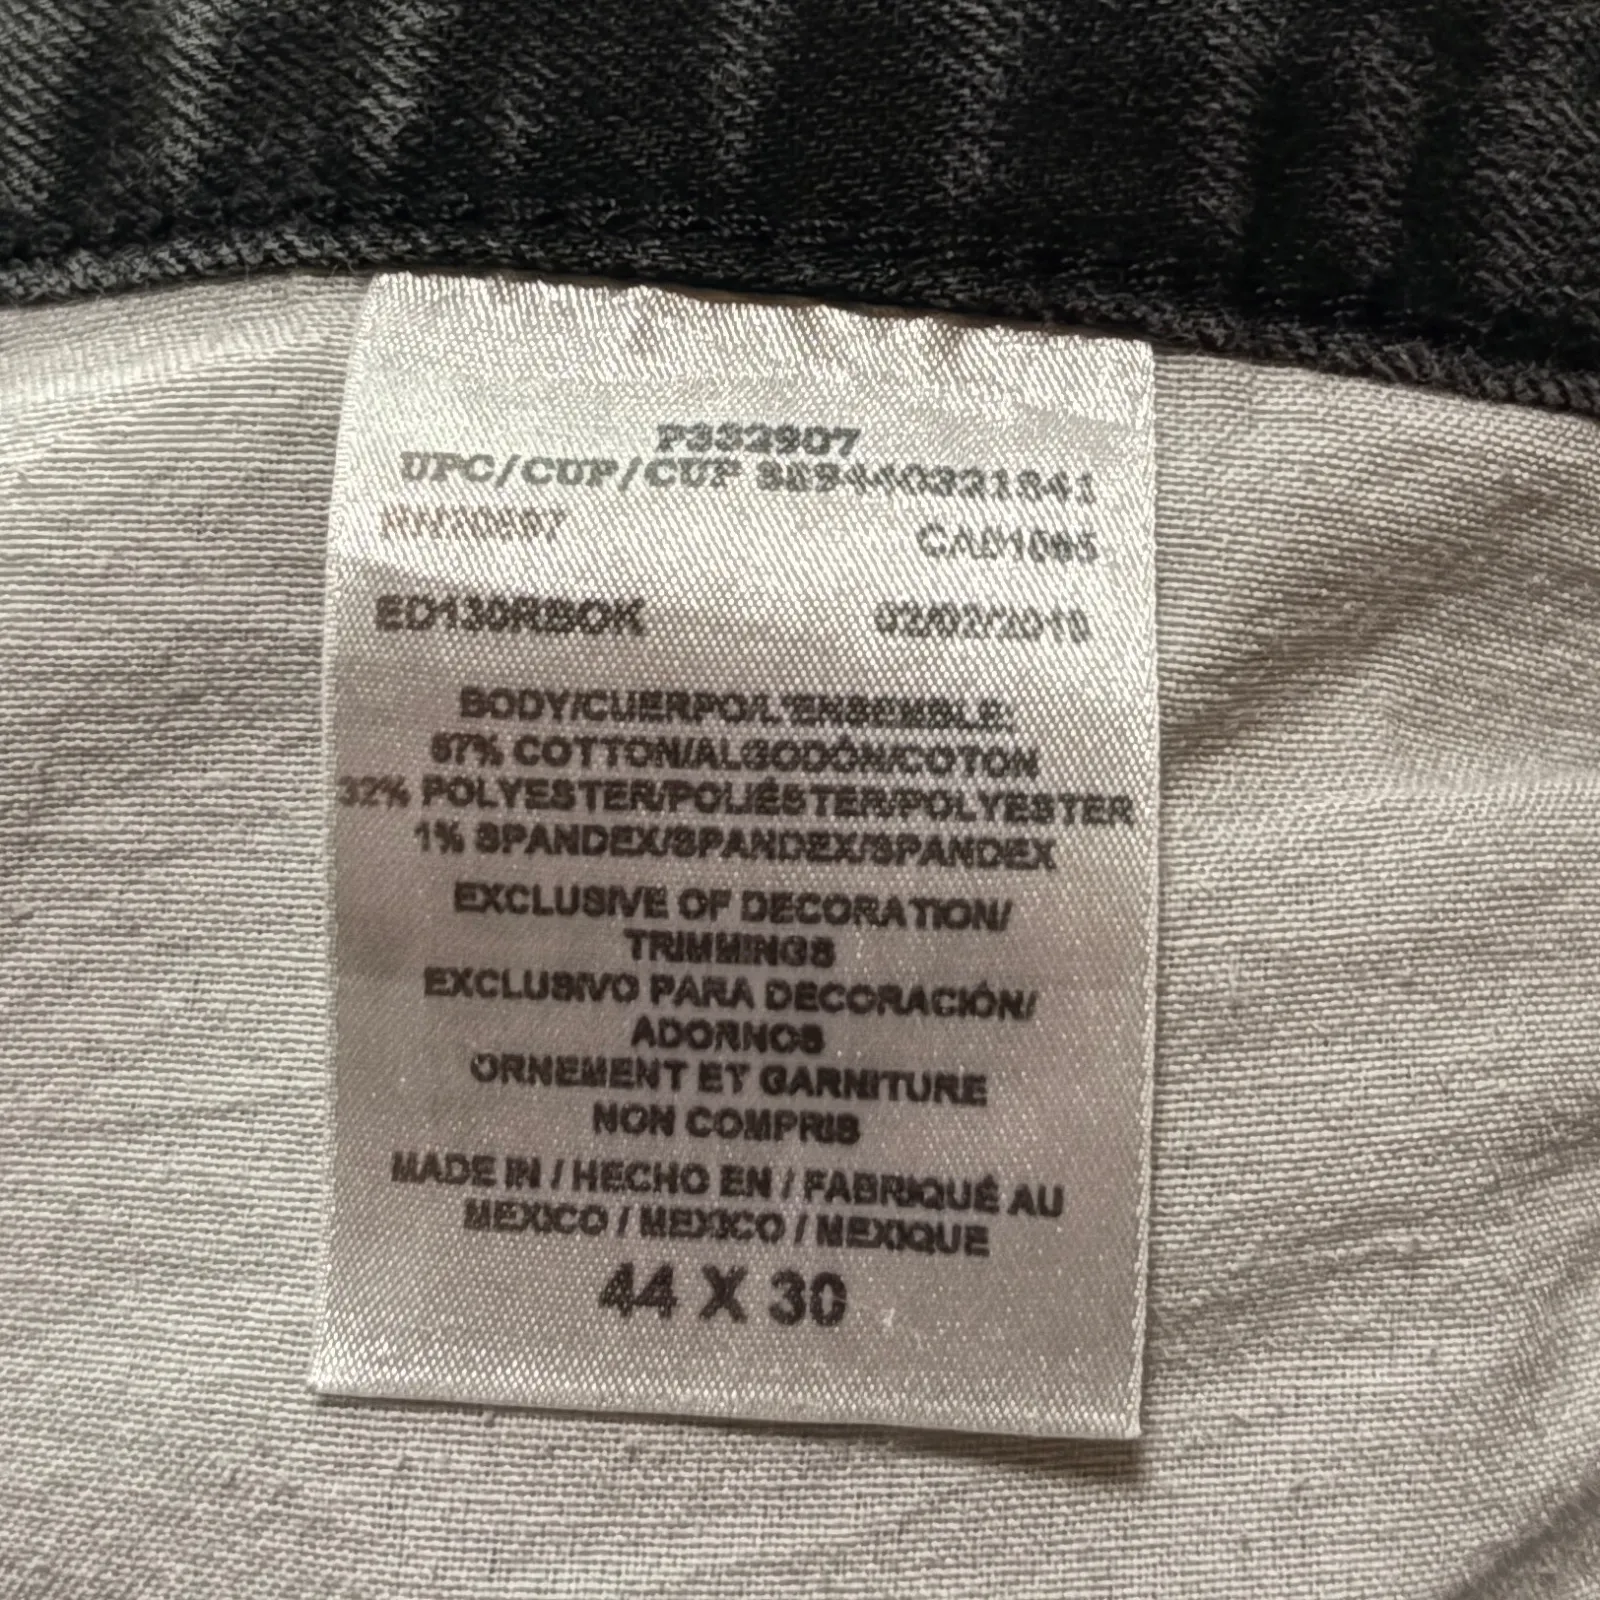 P332907
UPC/CUP/CUP
ED130RBOK
BODY/CUERPO/L'ENSEMBLE:
67% COTTON/ALGODÓN/COTON
32% POLYESTER/POLIÉSTER/POLYESTER
1% SPANDEX/SPANDEX/SPANDEX
EXCLUSIVE OF DECORATION/
TRIMMINGS
EXCLUSIVO PARA DECORACIÓN/
ADORNOS
ORNEMENT ET GARNITURE
NON COMPRIS
MADE IN / HECHO EN / FABRIQUÉ AU
MEXICO / MEXICO / MEXIQUE
44 X 30